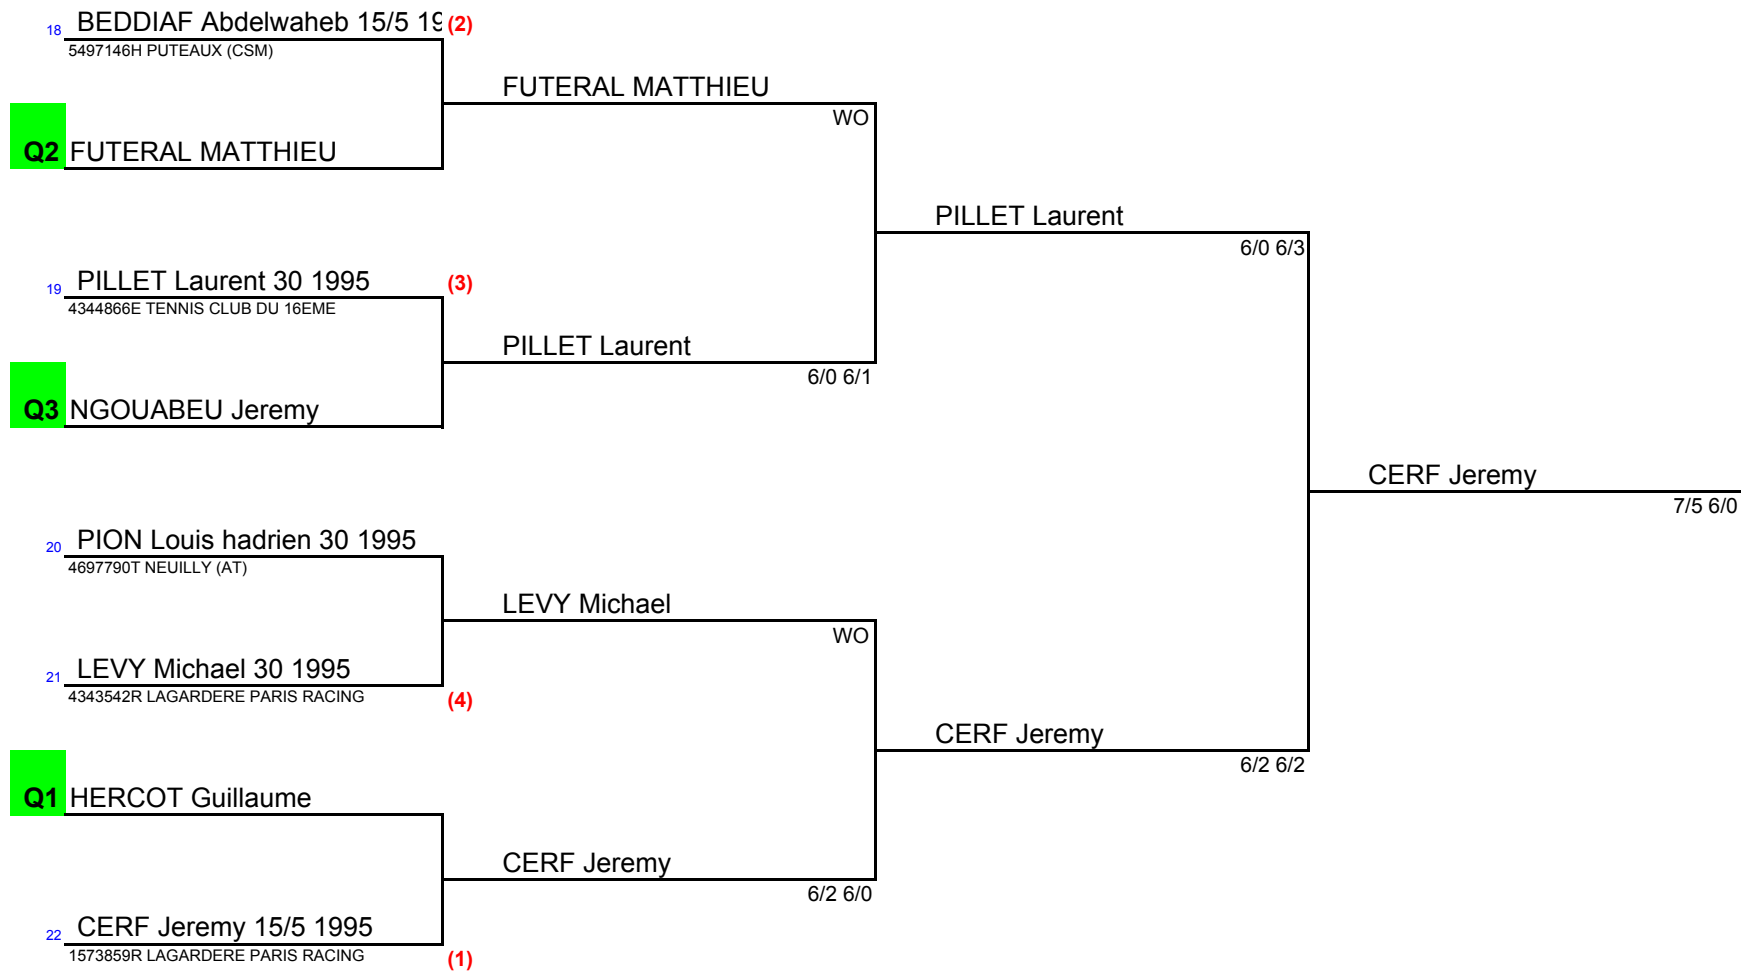 18 BEDDIAF Abdelwaheb 15/5 19 (2)
5497146H PUTEAUX (CSM)
FUTERAL MATTHIEU
WO
Q2 FUTERAL MATTHIEU
PILLET Laurent
6/0 6/3
19 PILLET Laurent 30 1995 (3)
4344866E TENNIS CLUB DU 16EME
PILLET Laurent
6/0 6/1
Q3 NGOUABEU Jeremy
CERF Jeremy
7/5 6/0
20 PION Louis hadrien 30 1995
4697790T NEUILLY (AT)
LEVY Michael
WO
21 LEVY Michael 30 1995
4343542R LAGARDERE PARIS RACING (4)
CERF Jeremy
6/2 6/2
Q1 HERCOT Guillaume
CERF Jeremy
6/2 6/0
22 CERF Jeremy 15/5 1995
1573859R LAGARDERE PARIS RACING (1)